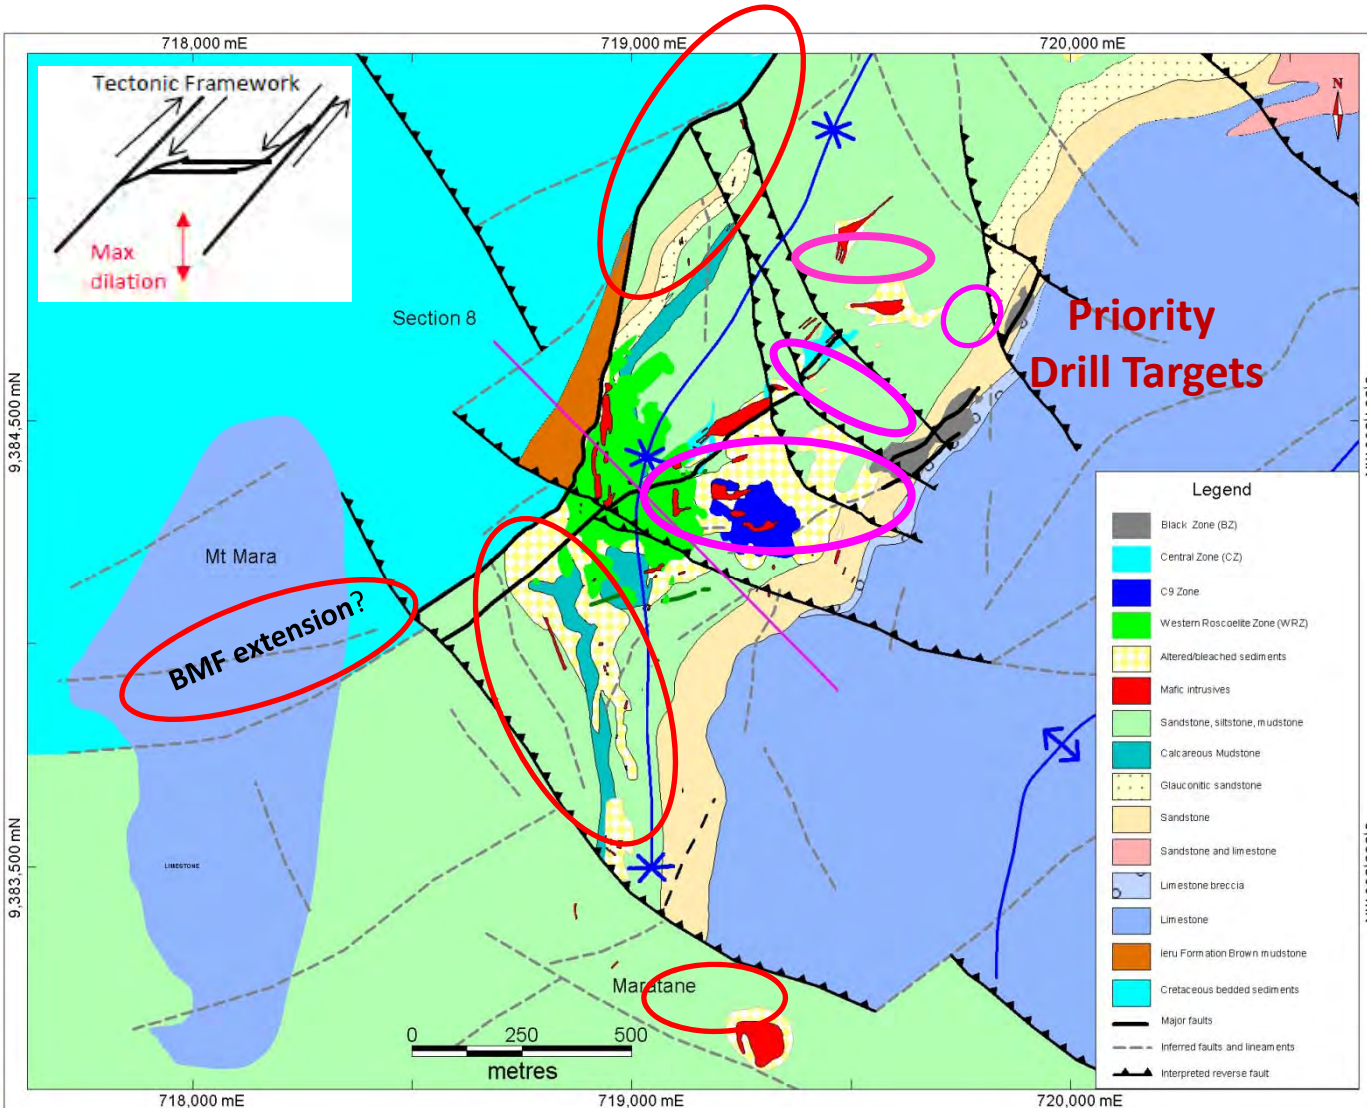 718,000 mE
719,000 mE
720,000 mE
Tectonic Framework
Max
dilation
N
Section 8
Priority
Drill Targets
9,384,500 mN
Mt Mara
BMF extension?
LIMESTONE
9,383,500 mN
Maratane
0 250 500
metres
Legend
Black Zone (BZ)
Central Zone (CZ)
C9 Zone
Western Roscoelite Zone (WRZ)
Altered/bleached sediments
Mafic intrusives
Sandstone, siltstone, mudstone
Calcareous Mudstone
Glauconitic sandstone
Sandstone
Sandstone and limestone
Limestone breccia
Limestone
Ieru Formation Brown mudstone
Cretaceous bedded sediments
Major faults
Inferred faults and lineaments
Interpreted reverse fault
718,000 mE
719,000 mE
720,000 mE